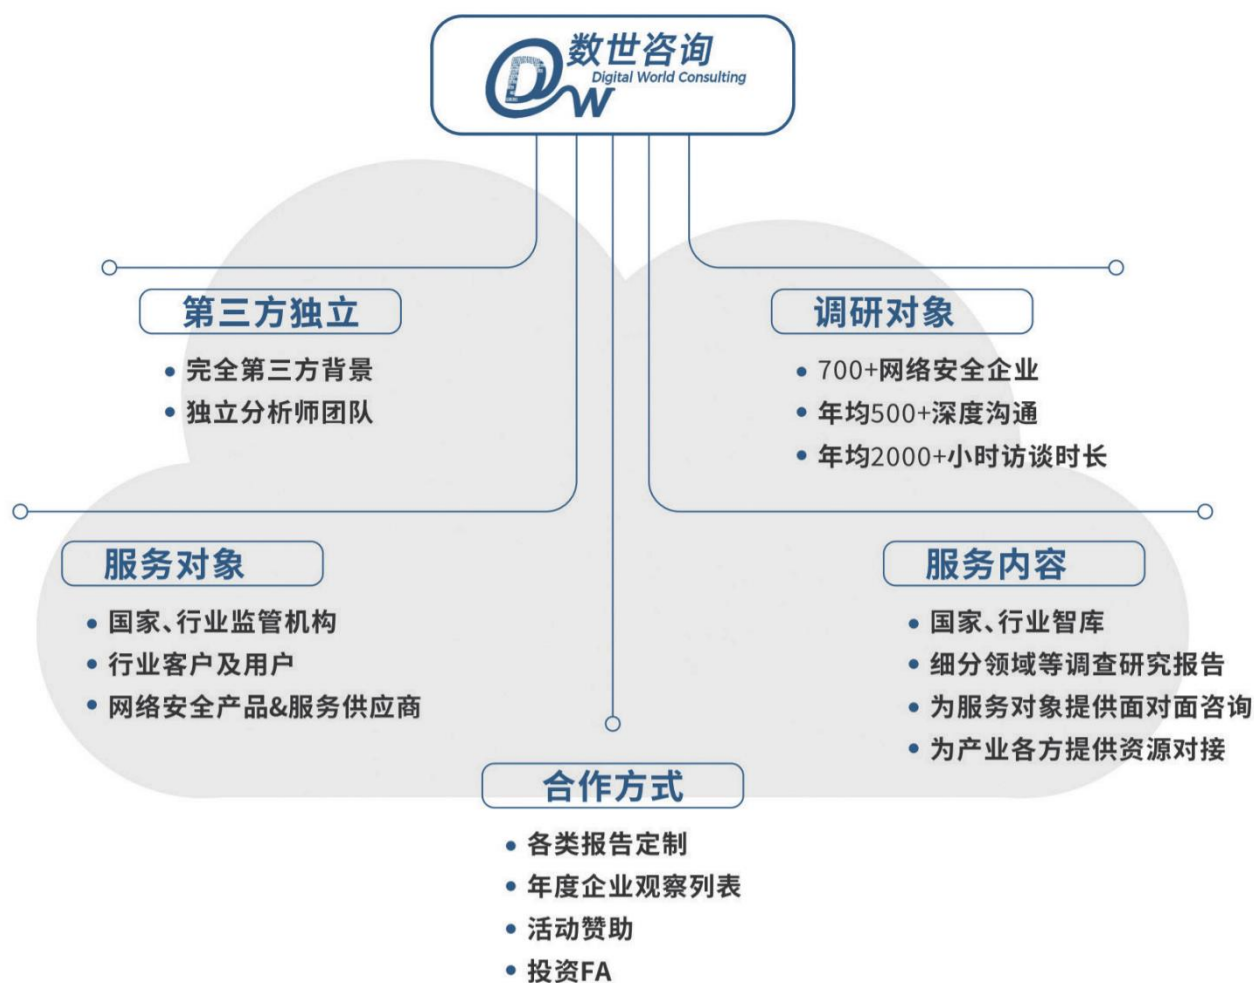 数世咨询
Digital World Consulting
DW
第三方独立
完全第三方背景
独立分析师团队
调研对象
700+网络安全企业
年均500+深度沟通
年均2000+小时访谈时长
服务对象
国家、行业监管机构
行业客户及用户
网络安全产品&服务供应商
服务内容
国家、行业智库
细分领域等调查研究报告
为服务对象提供面对面咨询
为产业各方提供资源对接
合作方式
各类报告定制
年度企业观察列表
活动赞助
投资FA